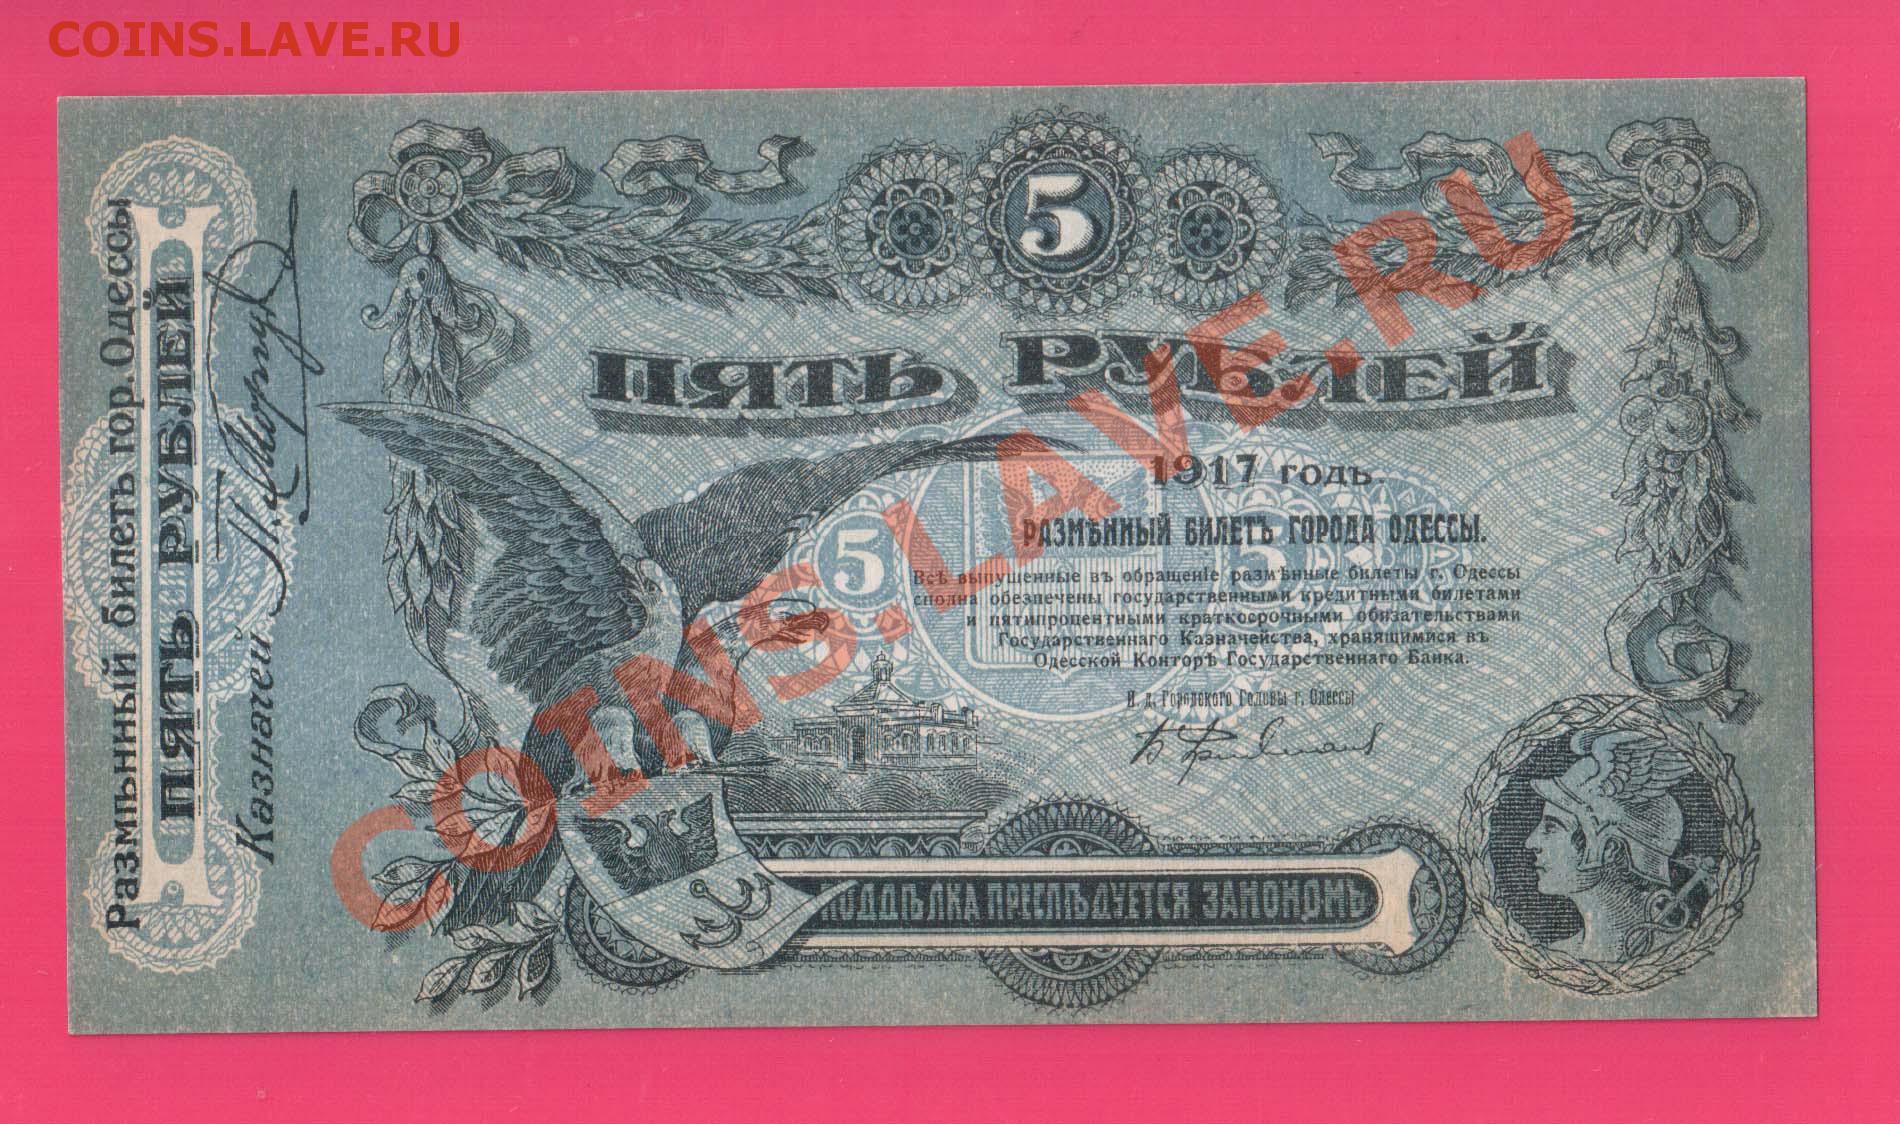 COINS.LAVE.RU
Размѣнный билетъ гор. Одессы
ПЯТЬ РУБЛЕЙ
Казначей
5
ПЯТЬ РУБЛЕЙ
1917 годъ.
РАЗМѢННЫЙ БИЛЕТЪ ГОРОДА ОДЕССЫ.
5 5
Всѣ выпущенные въ обращеніе размѣнные билеты г. Одессы
сполна обезпечены государственными кредитными билетами
и пятипроцентными краткосрочными обязательствами
Государственнаго Казначейства, хранящимися въ
Одесской Конторѣ Государственнаго Банка.
И. д. Городского Головы г. Одессы
ПОДДѢЛКА ПРЕСЛѢДУЕТСЯ ЗАКОНОМЪ
COINS.LAVE.RU